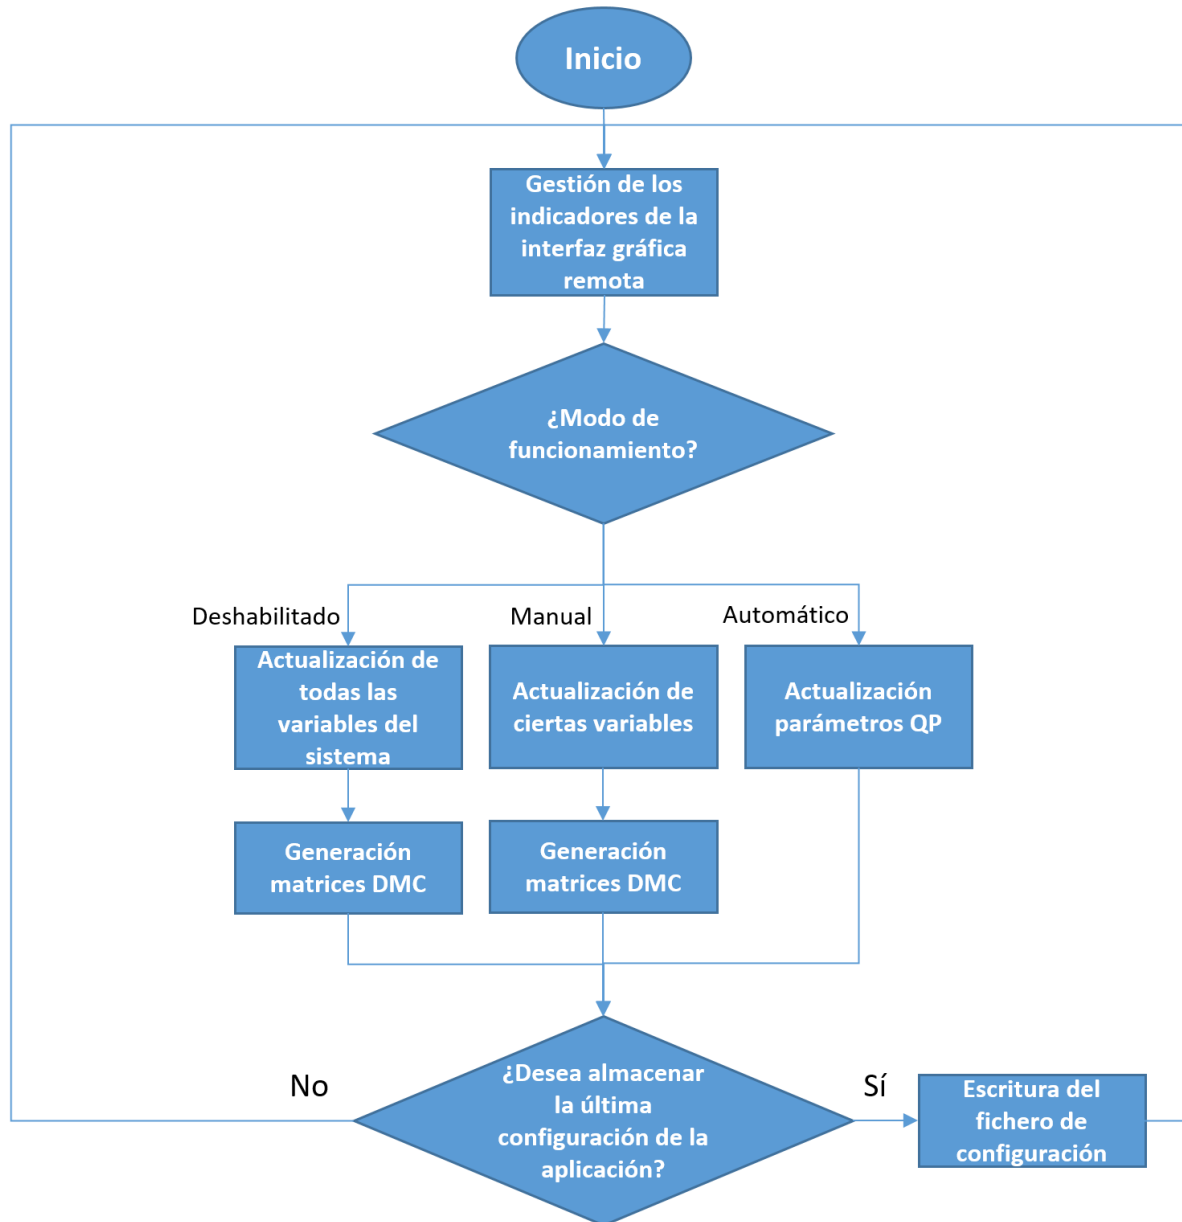 Inicio
Gestión de los
indicadores de la
interfaz gráfica
remota
¿Modo de
funcionamiento?
Deshabilitado
Manual
Automático
Actualización de
todas las
variables del
sistema
Actualización de
ciertas variables
Actualización
parámetros QP
Generación
matrices DMC
Generación
matrices DMC
No
¿Desea almacenar
la última
configuración de la
aplicación?
Sí
Escritura del
fichero de
configuración